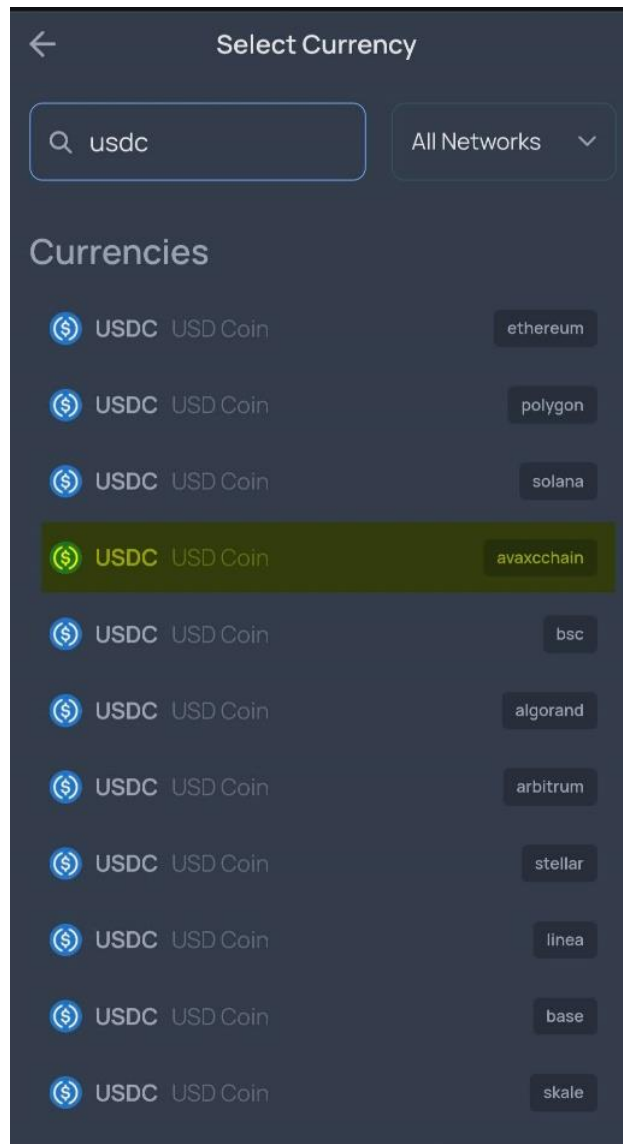 Select Currency
usdc All Networks
Currencies
USDC USD Coin ethereum
USDC USD Coin polygon
USDC USD Coin solana
USDC USD Coin avaxcchain
USDC USD Coin bsc
USDC USD Coin algorand
USDC USD Coin arbitrum
USDC USD Coin stellar
USDC USD Coin linea
USDC USD Coin base
USDC USD Coin skale